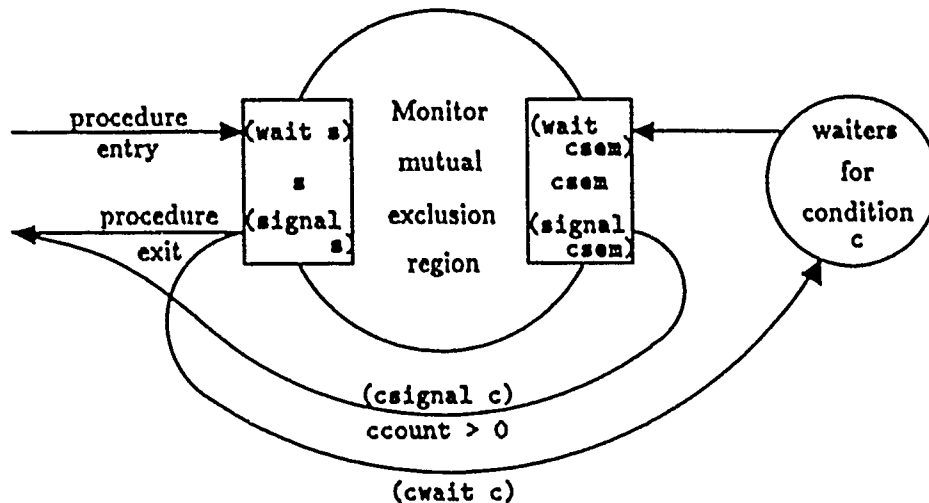 procedure
entry
(wait s)
s
(signal
s)
procedure
exit
Monitor
mutual
exclusion
region
(wait
csem)
csem
(signal
csem)
waiters
for
condition
c
(csignal c)
ccount > 0
(cwait c)